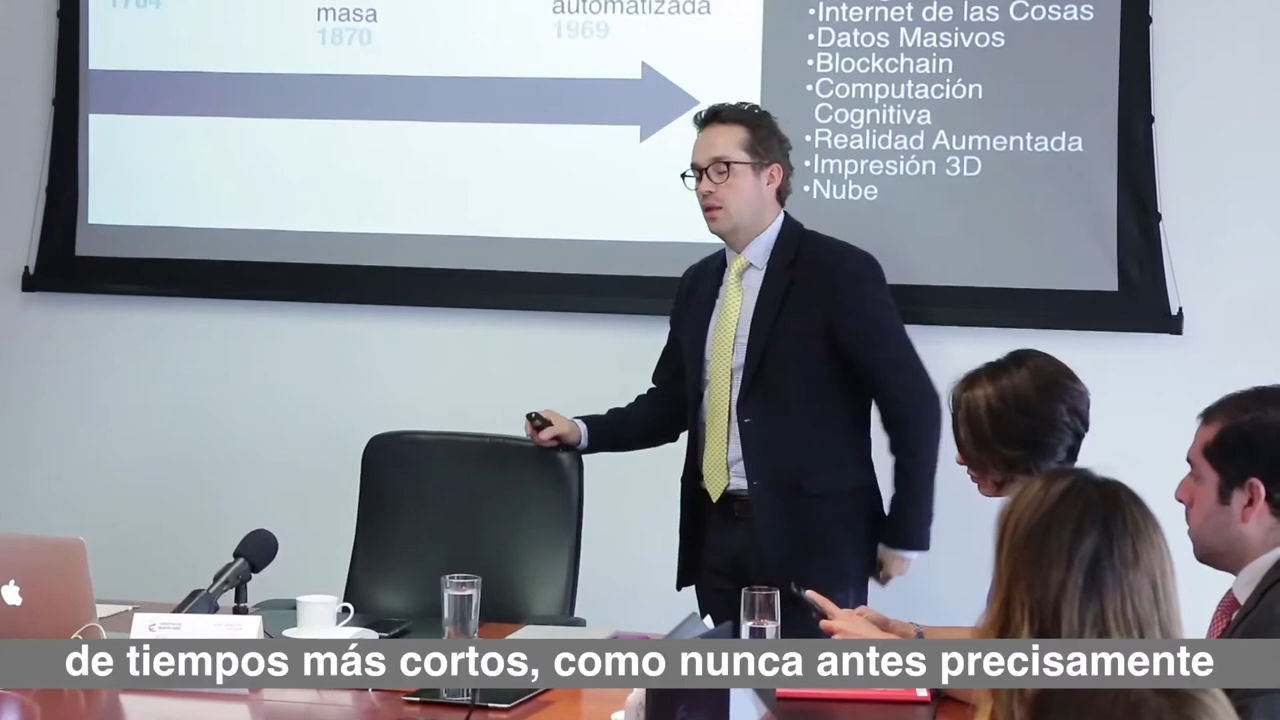 1784
masa
1870
automatizada
1969
•Internet de las Cosas
•Datos Masivos
•Blockchain
•Computación
Cognitiva
•Realidad Aumentada
•Impresión 3D
•Nube
de tiempos más cortos, como nunca antes precisamente